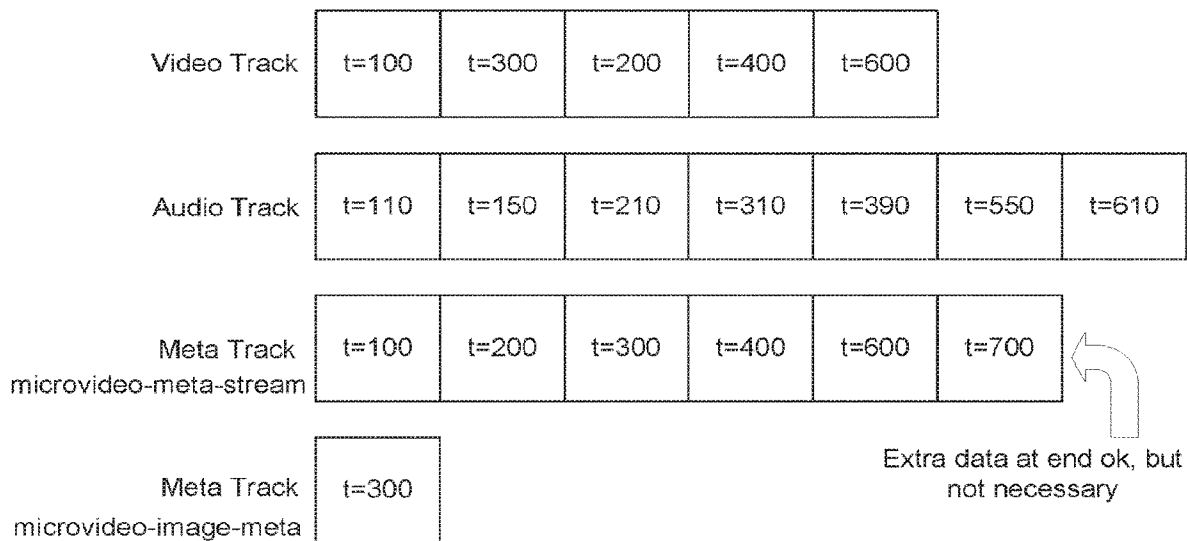 Video Track t=100 t=300 t=200 t=400 t=600
Audio Track t=110 t=150 t=210 t=310 t=390 t=550 t=610
Meta Track t=100 t=200 t=300 t=400 t=600 t=700
microvideo-meta-stream
Extra data at end ok, but
not necessary
Meta Track t=300
microvideo-image-meta